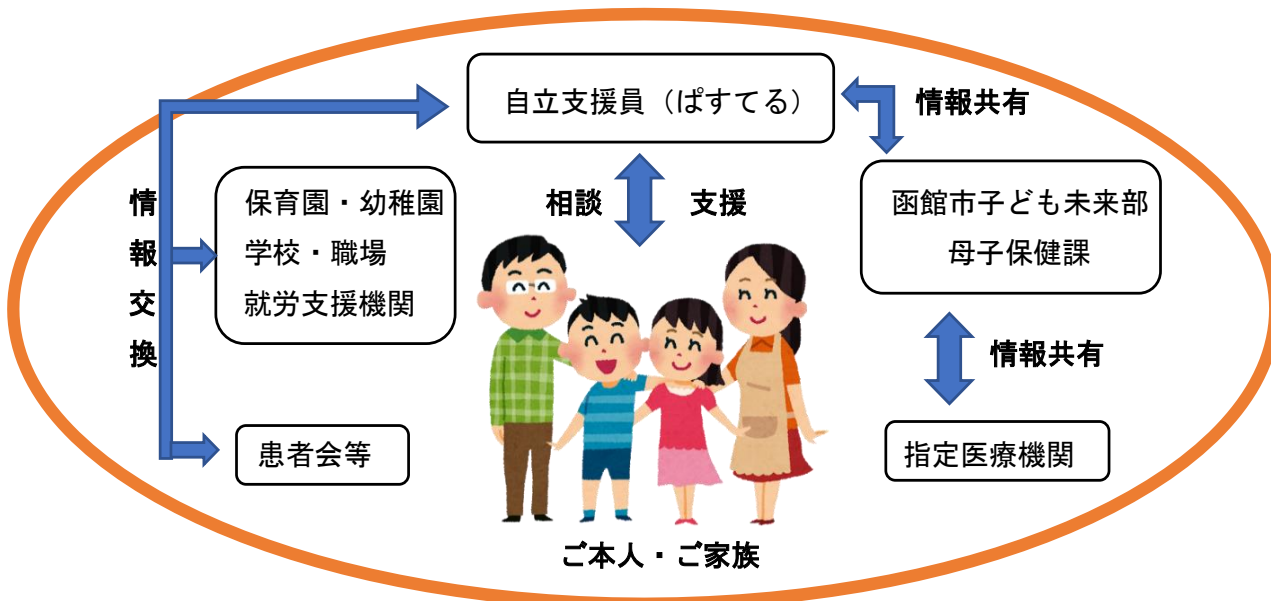 自立支援員（ぱすてる）
情報共有
情報交換
保育園・幼稚園
学校・職場
就労支援機関
相談
支援
函館市子ども未来部
母子保健課
情報共有
患者会等
指定医療機関
ご本人・ご家族